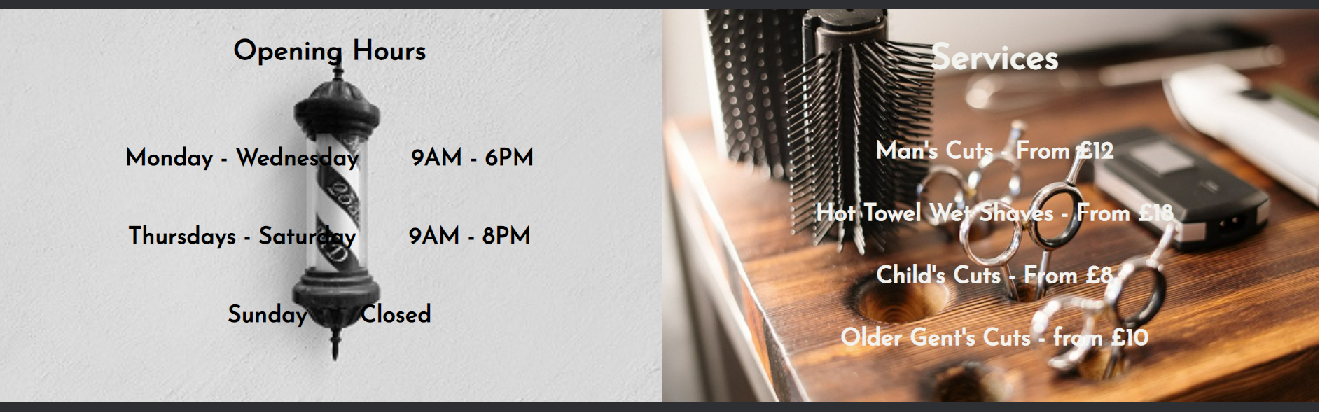 Opening Hours
Monday - Wednesday 9AM - 6PM
Thursdays - Saturday 9AM - 8PM
Sunday - Closed
Services
Man's Cuts - From £12
Hot Towel Wet Shaves - From £18
Child's Cuts - From £8
Older Gent's Cuts - from £10